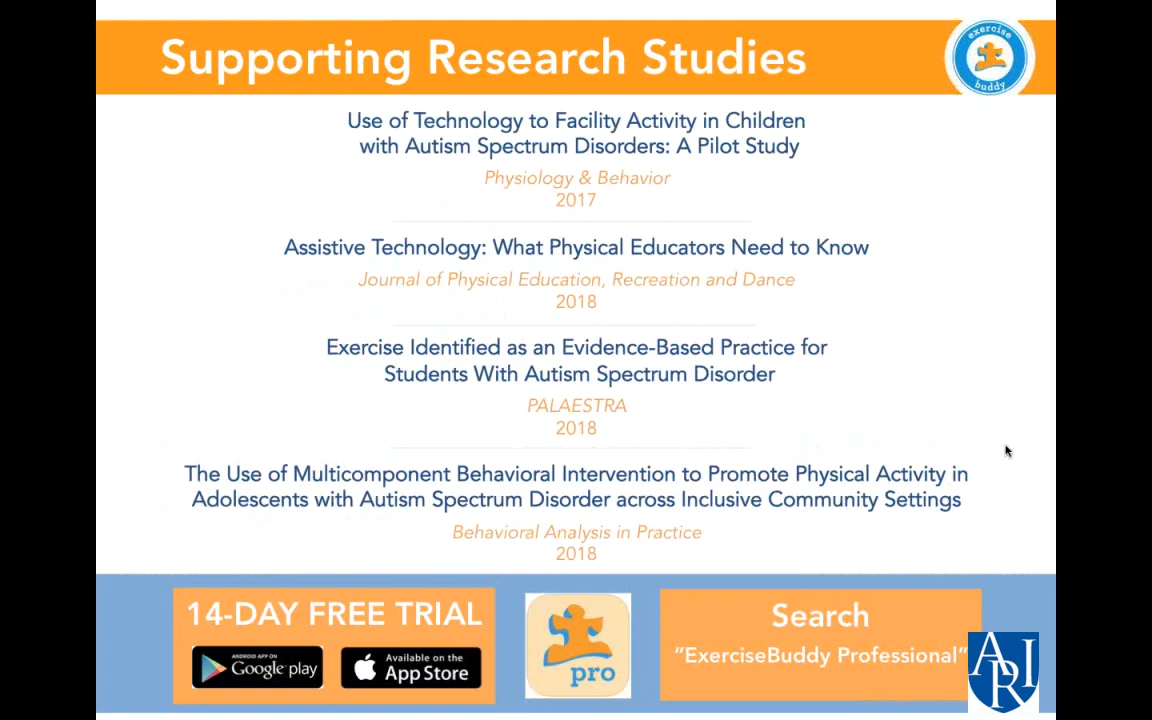 Supporting Research Studies
exercise
buddy
Use of Technology to Facility Activity in Children
with Autism Spectrum Disorders: A Pilot Study
Physiology & Behavior
2017
Assistive Technology: What Physical Educators Need to Know
Journal of Physical Education, Recreation and Dance
2018
Exercise Identified as an Evidence-Based Practice for
Students With Autism Spectrum Disorder
PALAESTRA
2018
The Use of Multicomponent Behavioral Intervention to Promote Physical Activity in
Adolescents with Autism Spectrum Disorder across Inclusive Community Settings
Behavioral Analysis in Practice
2018
14-DAY FREE TRIAL
ANDROID APP ON
Google play
Available on the
App Store
pro
Search
“ExerciseBuddy Professional”
ARI